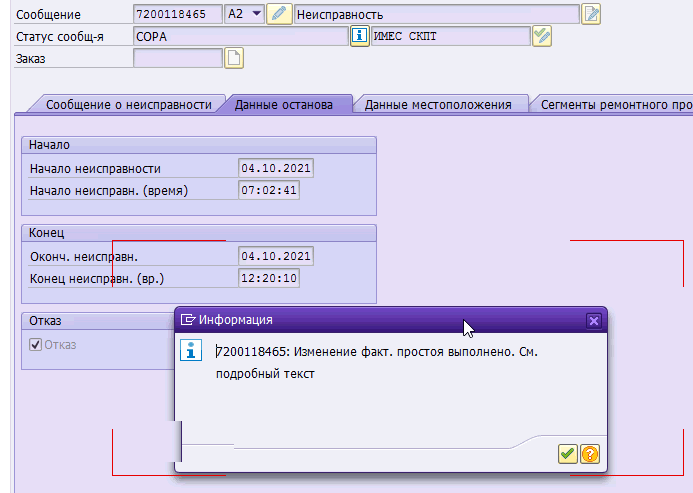 Сообщение 7200118465 A2 Неисправность
Статус сообщ-я СОРА ИМЕС СКПТ
Заказ
Сообщение о неисправности Данные останова Данные местоположения Сегменты ремонтного про
Начало
Начало неисправности 04.10.2021
Начало неисправн. (время) 07:02:41
Конец
Оконч. неисправн. 04.10.2021
Конец неисправн. (вр.) 12:20:10
Отказ
Отказ
Информация
7200118465: Изменение факт. простоя выполнено. См.
подробный текст